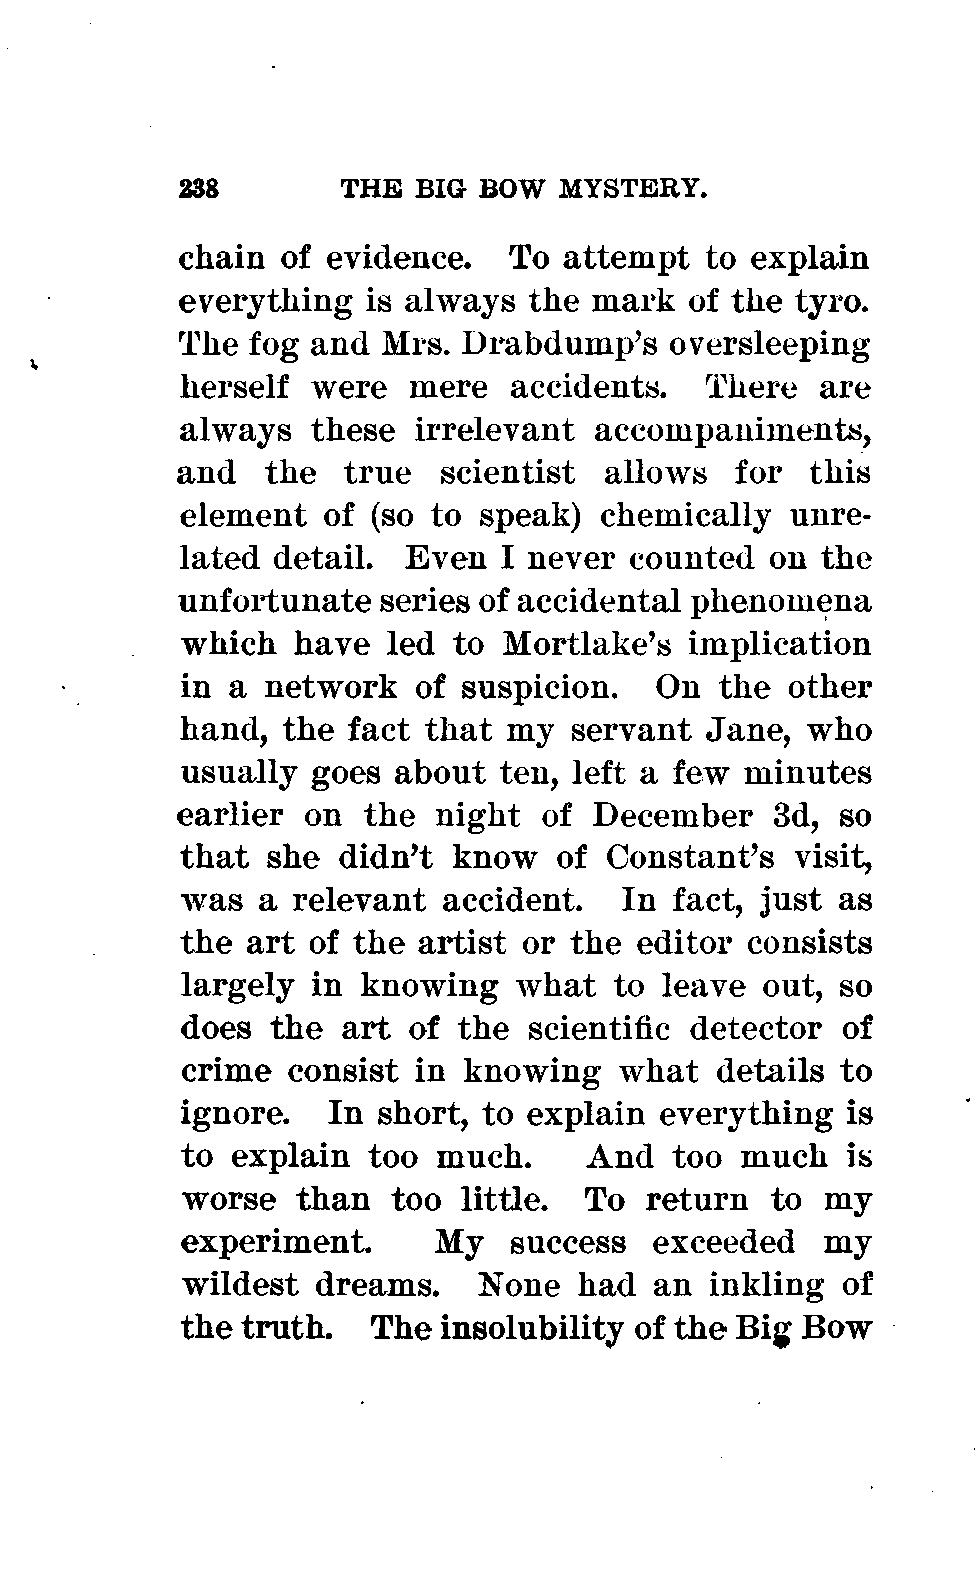 238 THE BIG BOW MYSTERY.
chain of evidence. To attempt to explain
everything is always the mark of the tyro.
The fog and Mrs. Drabdump's oversleeping
herself were mere accidents. There are
always these irrelevant accompaniments,
and the true scientist allows for this
element of (so to speak) chemically unre-
lated detail. Even I never counted on the
unfortunate series of accidental phenomena
which have led to Mortlake's implication
in a network of suspicion. On the other
hand, the fact that my servant Jane, who
usually goes about ten, left a few minutes
earlier on the night of December 3d, so
that she didn't know of Constant's visit,
was a relevant accident. In fact, just as
the art of the artist or the editor consists
largely in knowing what to leave out, so
does the art of the scientific detector of
crime consist in knowing what details to
ignore. In short, to explain everything is
to explain too much. And too much is
worse than too little. To return to my
experiment. My success exceeded my
wildest dreams. None had an inkling of
the truth. The insolubility of the Big Bow